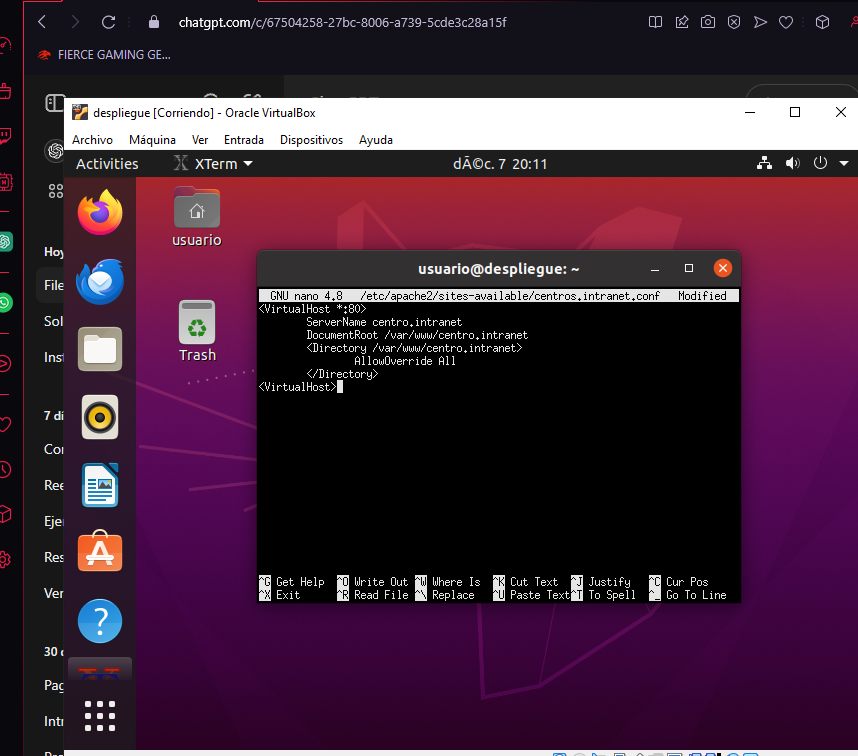 chatgpt.com/c/67504258-27bc-8006-a739-5cde3c28a15f
FIERCE GAMING GE...
despliegue [Corriendo] - Oracle VirtualBox
Archivo Máquina Ver Entrada Dispositivos Ayuda
Activities XTerm dÃ©c. 7 20:11
Hoy
File
Sol
Inst
7 dí
Cor
Ree
Ejer
Res
Ver
30 d
Pag
Intr
usuario
Trash
usuario@despliegue: ~
GNU nano 4.8 /etc/apache2/sites-available/centros.intranet.conf Modified
<VirtualHost *:80>
ServerName centro.intranet
DocumentRoot /var/www/centro.intranet
<Directory /var/www/centro.intranet>
AllowOverride All
</Directory>
<VirtualHost>
^G Get Help ^O Write Out ^W Where Is ^K Cut Text ^J Justify ^C Cur Pos
^X Exit ^R Read File ^\ Replace ^U Paste Text ^T To Spell ^_ Go To Line